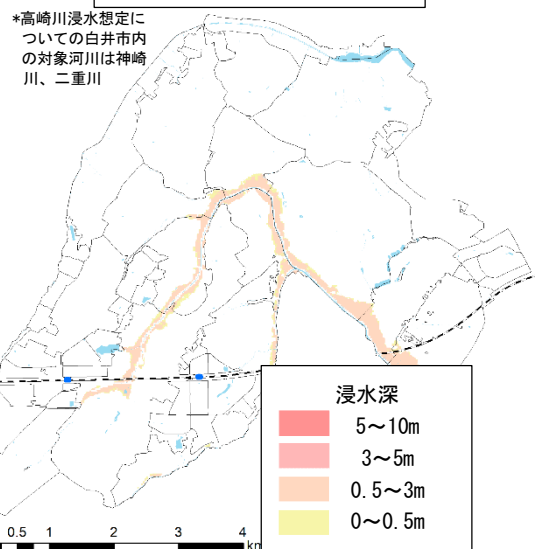 *高崎川浸水想定に
ついての白井市内
の対象河川は神崎
川、二重川
浸水深
5～10m
3～5m
0.5～3m
0～0.5m
0.5 1 2 3 4
km